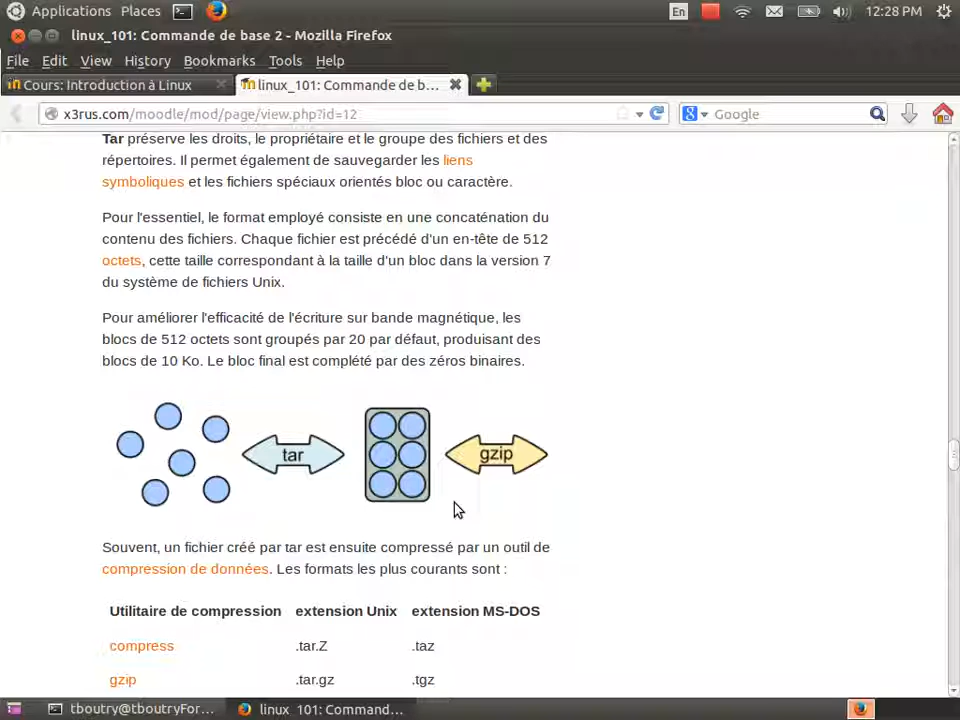 Applications Places En 12:28 PM
linux_101: Commande de base 2 - Mozilla Firefox
File Edit View History Bookmarks Tools Help
Cours: Introduction à Linux linux_101: Commande de b...
x3rus.com/moodle/mod/page/view.php?id=12 Google
Tar préserve les droits, le propriétaire et le groupe des fichiers et des
répertoires. Il permet également de sauvegarder les liens
symboliques et les fichiers spéciaux orientés bloc ou caractère.
Pour l'essentiel, le format employé consiste en une concaténation du
contenu des fichiers. Chaque fichier est précédé d'un en-tête de 512
octets, cette taille correspondant à la taille d'un bloc dans la version 7
du système de fichiers Unix.
Pour améliorer l'efficacité de l'écriture sur bande magnétique, les
blocs de 512 octets sont groupés par 20 par défaut, produisant des
blocs de 10 Ko. Le bloc final est complété par des zéros binaires.
tar gzip
Souvent, un fichier créé par tar est ensuite compressé par un outil de
compression de données. Les formats les plus courants sont :
Utilitaire de compression extension Unix extension MS-DOS
compress .tar.Z .taz
gzip .tar.gz .tgz
tboutry@tboutryFor... linux_101: Command...